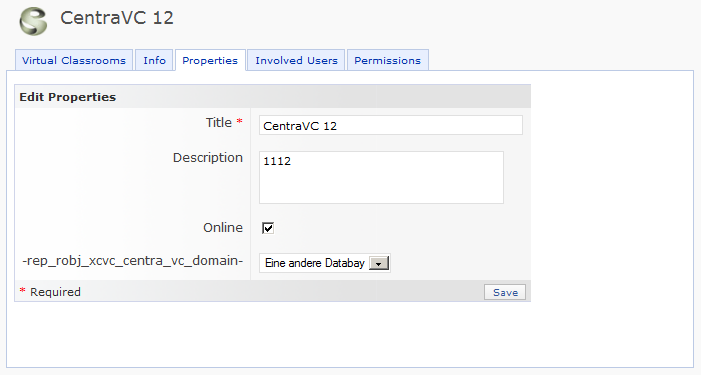 CentraVC 12
Virtual Classrooms Info Properties Involved Users Permissions
Edit Properties
Title * CentraVC 12
Description 1112
Online
-rep_robj_xcvc_centra_vc_domain- Eine andere Databay
* Required Save